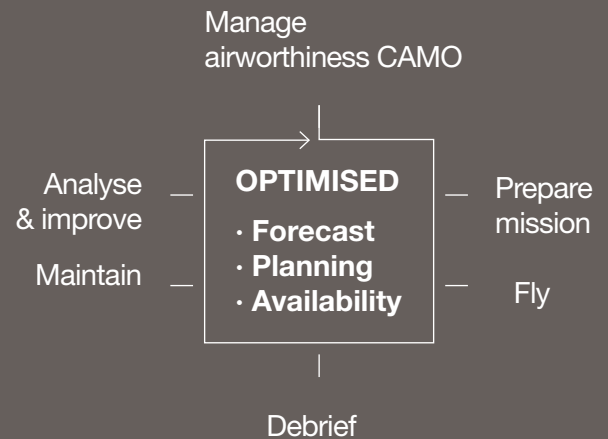 Manage
airworthiness CAMO
Analyse
& improve
Maintain
OPTIMISED
· Forecast
· Planning
· Availability
Prepare
mission
Fly
Debrief